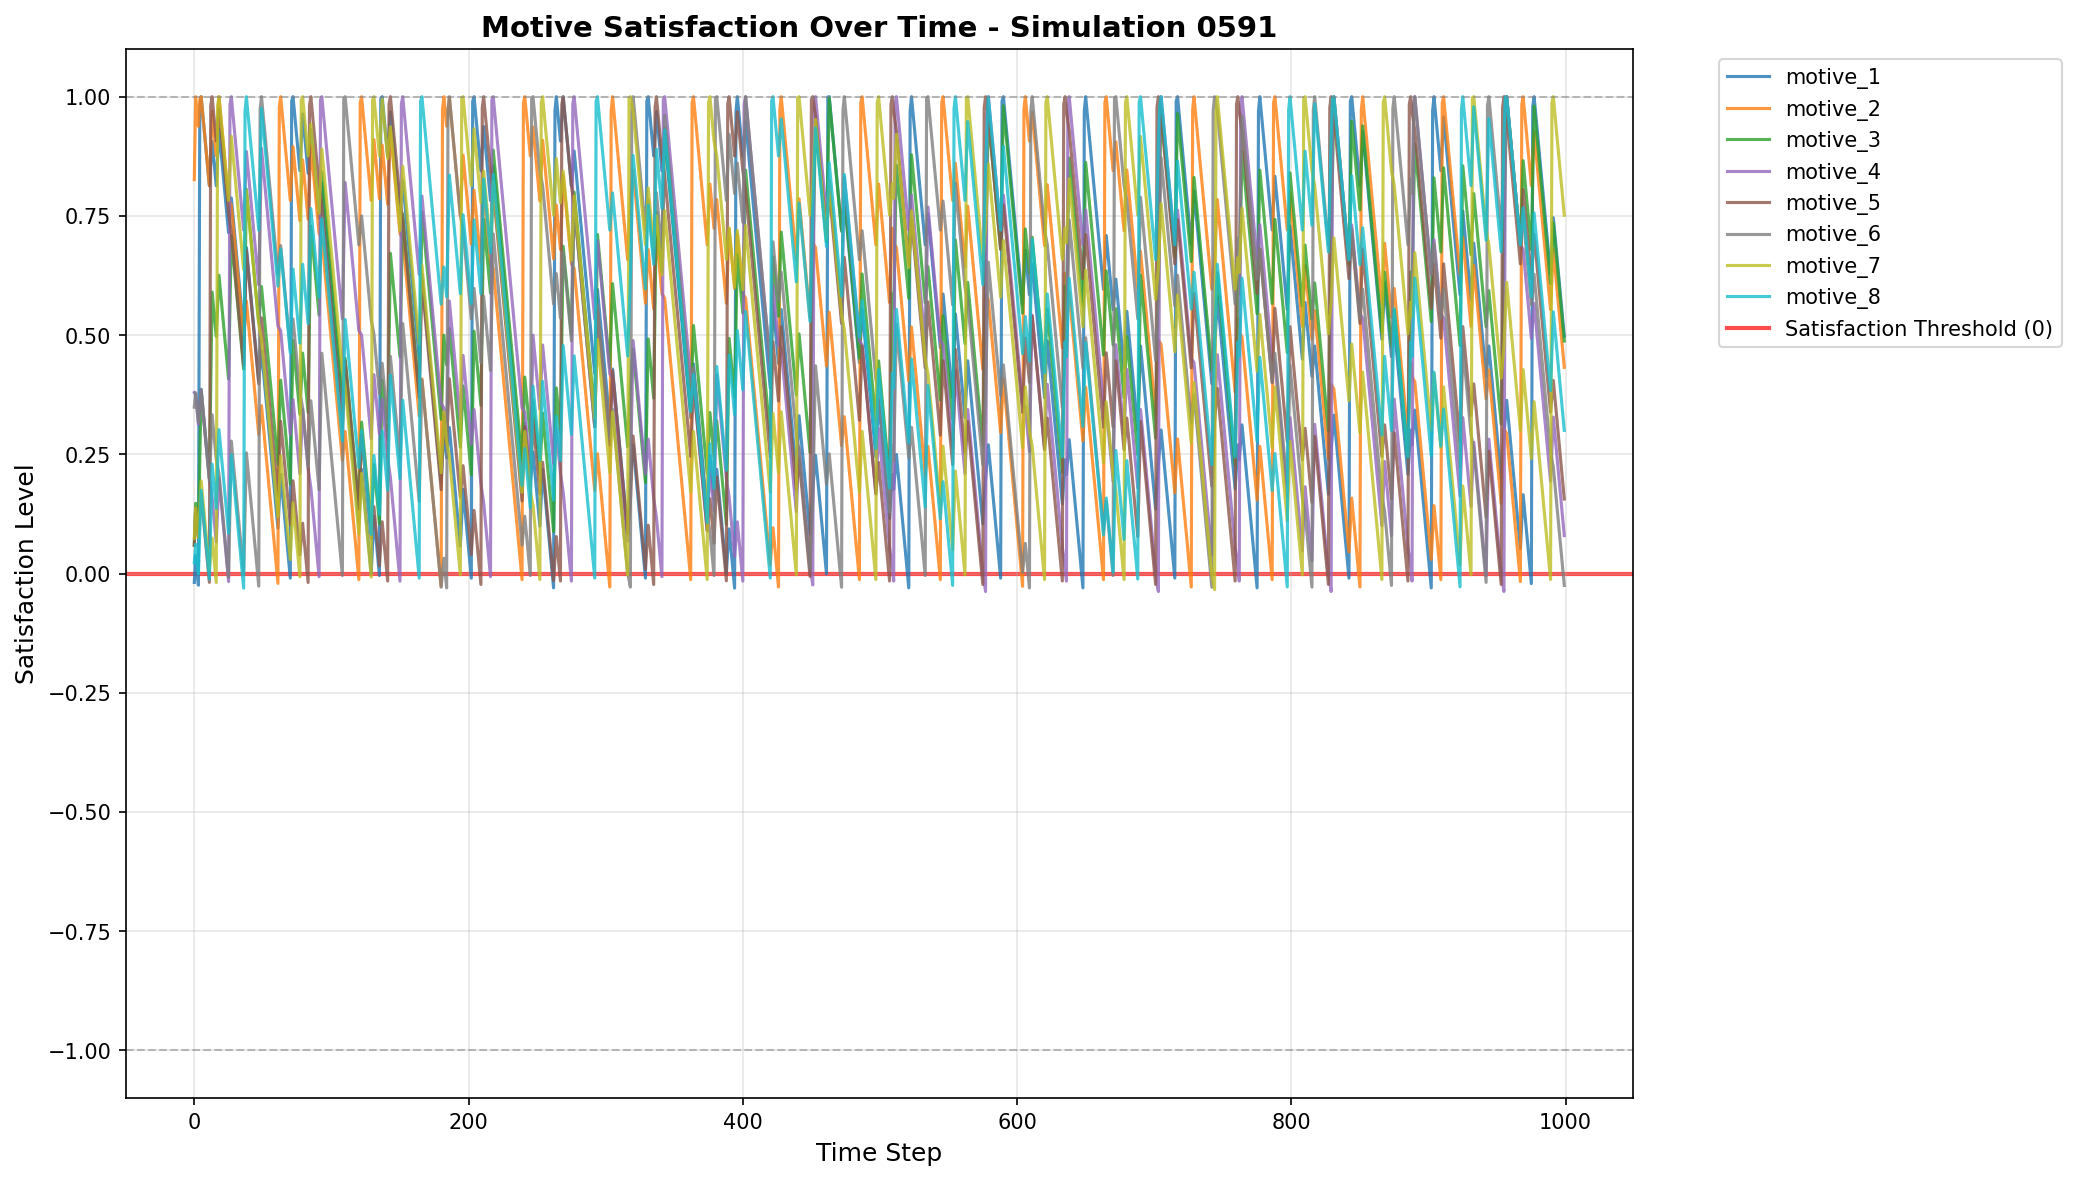 Motive Satisfaction Over Time - Simulation 0591
Satisfaction Level
1.00
0.75
0.50
0.25
0.00
−0.25
−0.50
−0.75
−1.00
0
200
400
600
800
1000
Time Step
motive_1
motive_2
motive_3
motive_4
motive_5
motive_6
motive_7
motive_8
Satisfaction Threshold (0)